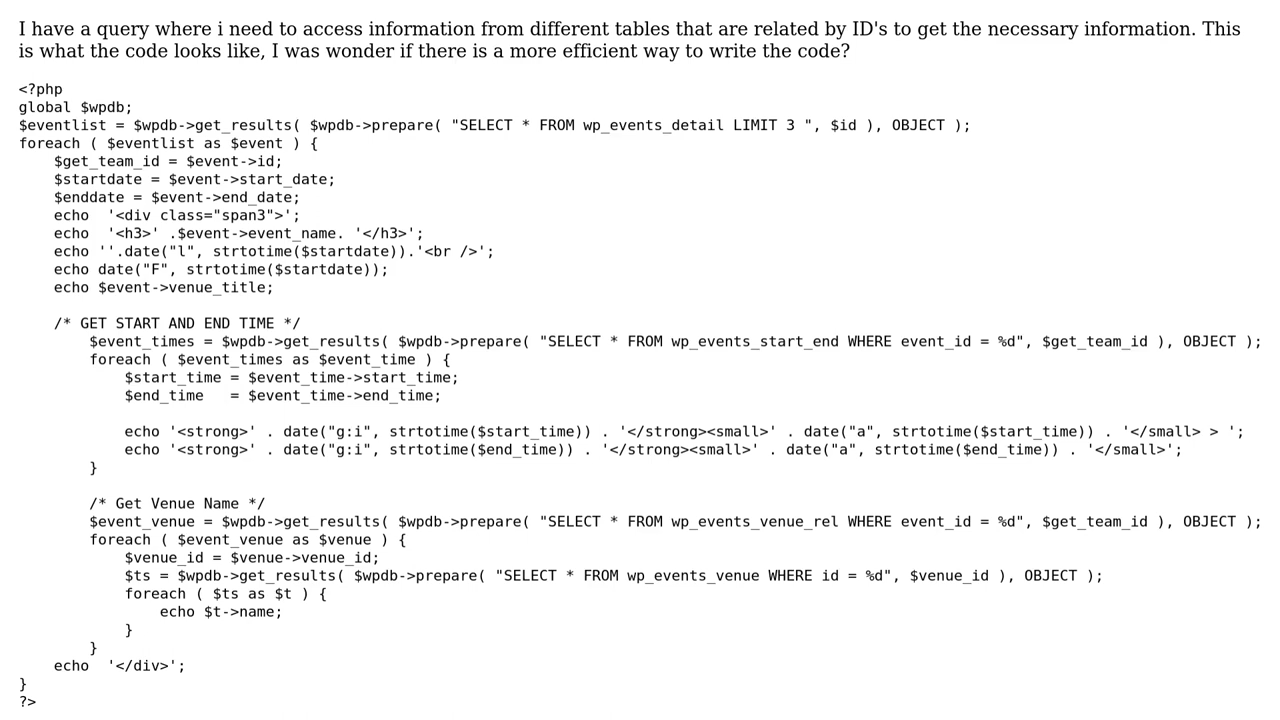 I have a query where i need to access information from different tables that are related by ID's to get the necessary information. This
is what the code looks like, I was wonder if there is a more efficient way to write the code?
<?php
global $wpdb;
$eventlist = $wpdb->get_results( $wpdb->prepare( "SELECT * FROM wp_events_detail LIMIT 3 ", $id ), OBJECT );
foreach ( $eventlist as $event ) {
    $get_team_id = $event->id;
    $startdate = $event->start_date;
    $enddate = $event->end_date;
    echo  '<div class="span3">';
    echo  '<h3>' .$event->event_name. '</h3>';
    echo ''.date("l", strtotime($startdate)).'<br />';
    echo date("F", strtotime($startdate));
    echo $event->venue_title;
    /* GET START AND END TIME */
        $event_times = $wpdb->get_results( $wpdb->prepare( "SELECT * FROM wp_events_start_end WHERE event_id = %d", $get_team_id ), OBJECT );
        foreach ( $event_times as $event_time ) {
            $start_time = $event_time->start_time;
            $end_time   = $event_time->end_time;
            echo '<strong>' . date("g:i", strtotime($start_time)) . '</strong><small>' . date("a", strtotime($start_time)) . '</small> > ';
            echo '<strong>' . date("g:i", strtotime($end_time)) . '</strong><small>' . date("a", strtotime($end_time)) . '</small>';
        }
        /* Get Venue Name */
        $event_venue = $wpdb->get_results( $wpdb->prepare( "SELECT * FROM wp_events_venue_rel WHERE event_id = %d", $get_team_id ), OBJECT );
        foreach ( $event_venue as $venue ) {
            $venue_id = $venue->venue_id;
            $ts = $wpdb->get_results( $wpdb->prepare( "SELECT * FROM wp_events_venue WHERE id = %d", $venue_id ), OBJECT );
            foreach ( $ts as $t ) {
                echo $t->name;
            }
        }
    echo  '</div>';
}
?>